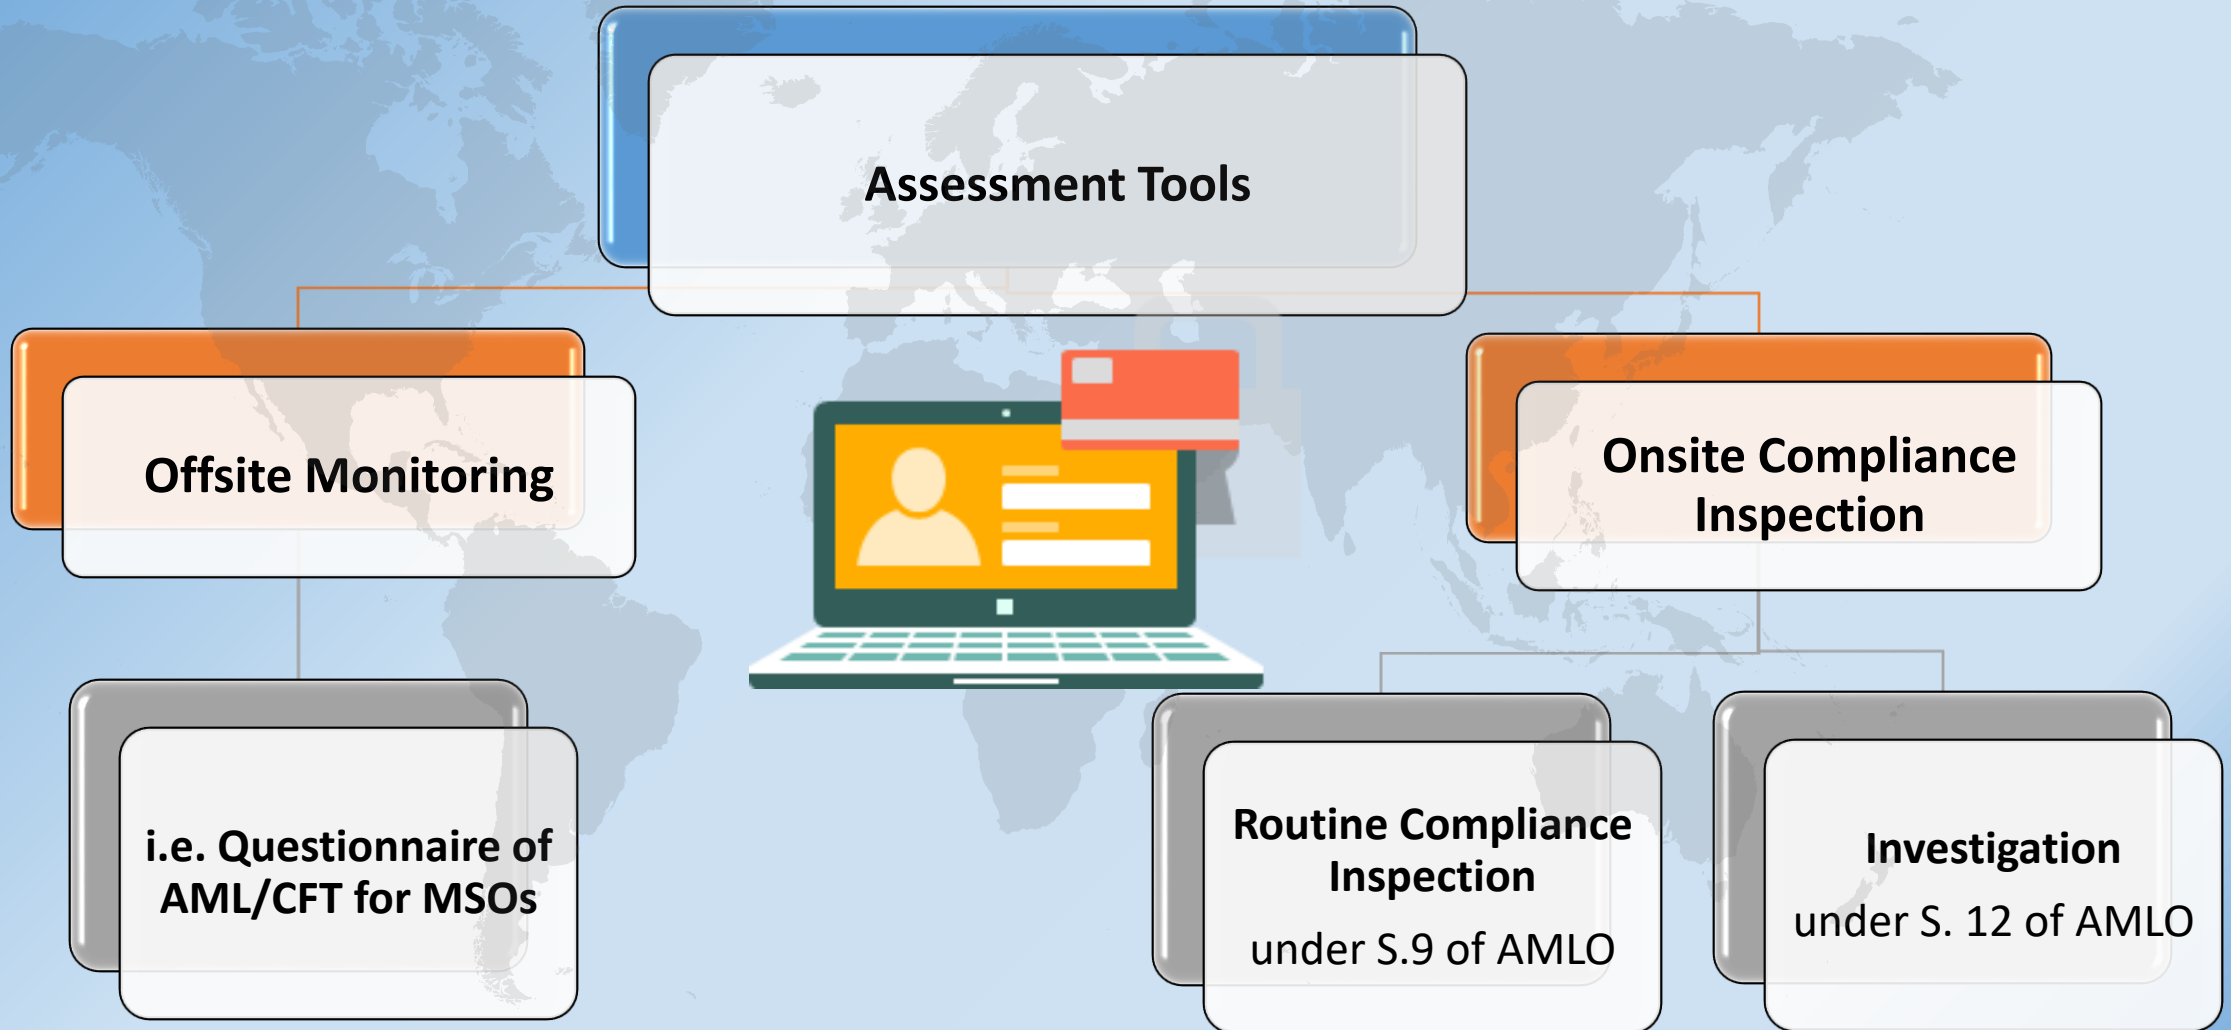 Assessment Tools
Offsite Monitoring
Onsite Compliance
Inspection
i.e. Questionnaire of
AML/CFT for MSOs
Routine Compliance
Inspection
under S.9 of AMLO
Investigation
under S. 12 of AMLO